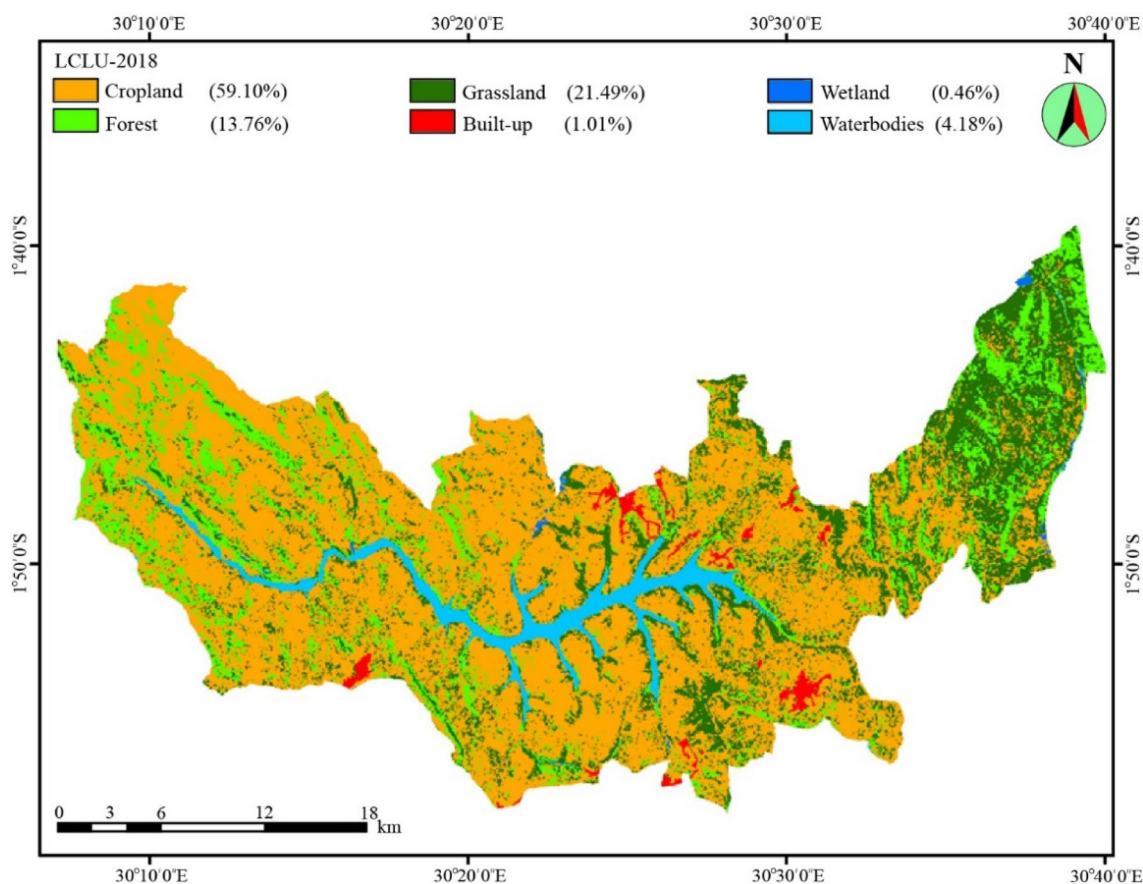 30°10'0"E 30°20'0"E 30°30'0"E 30°40'0"E
LCLU-2018
Cropland (59.10%) Grassland (21.49%) Wetland (0.46%)
Forest (13.76%) Built-up (1.01%) Waterbodies (4.18%)
N
1°40'0"S 1°40'0"S
1°50'0"S 1°50'0"S
0 3 6 12 18
km
30°10'0"E 30°20'0"E 30°30'0"E 30°40'0"E